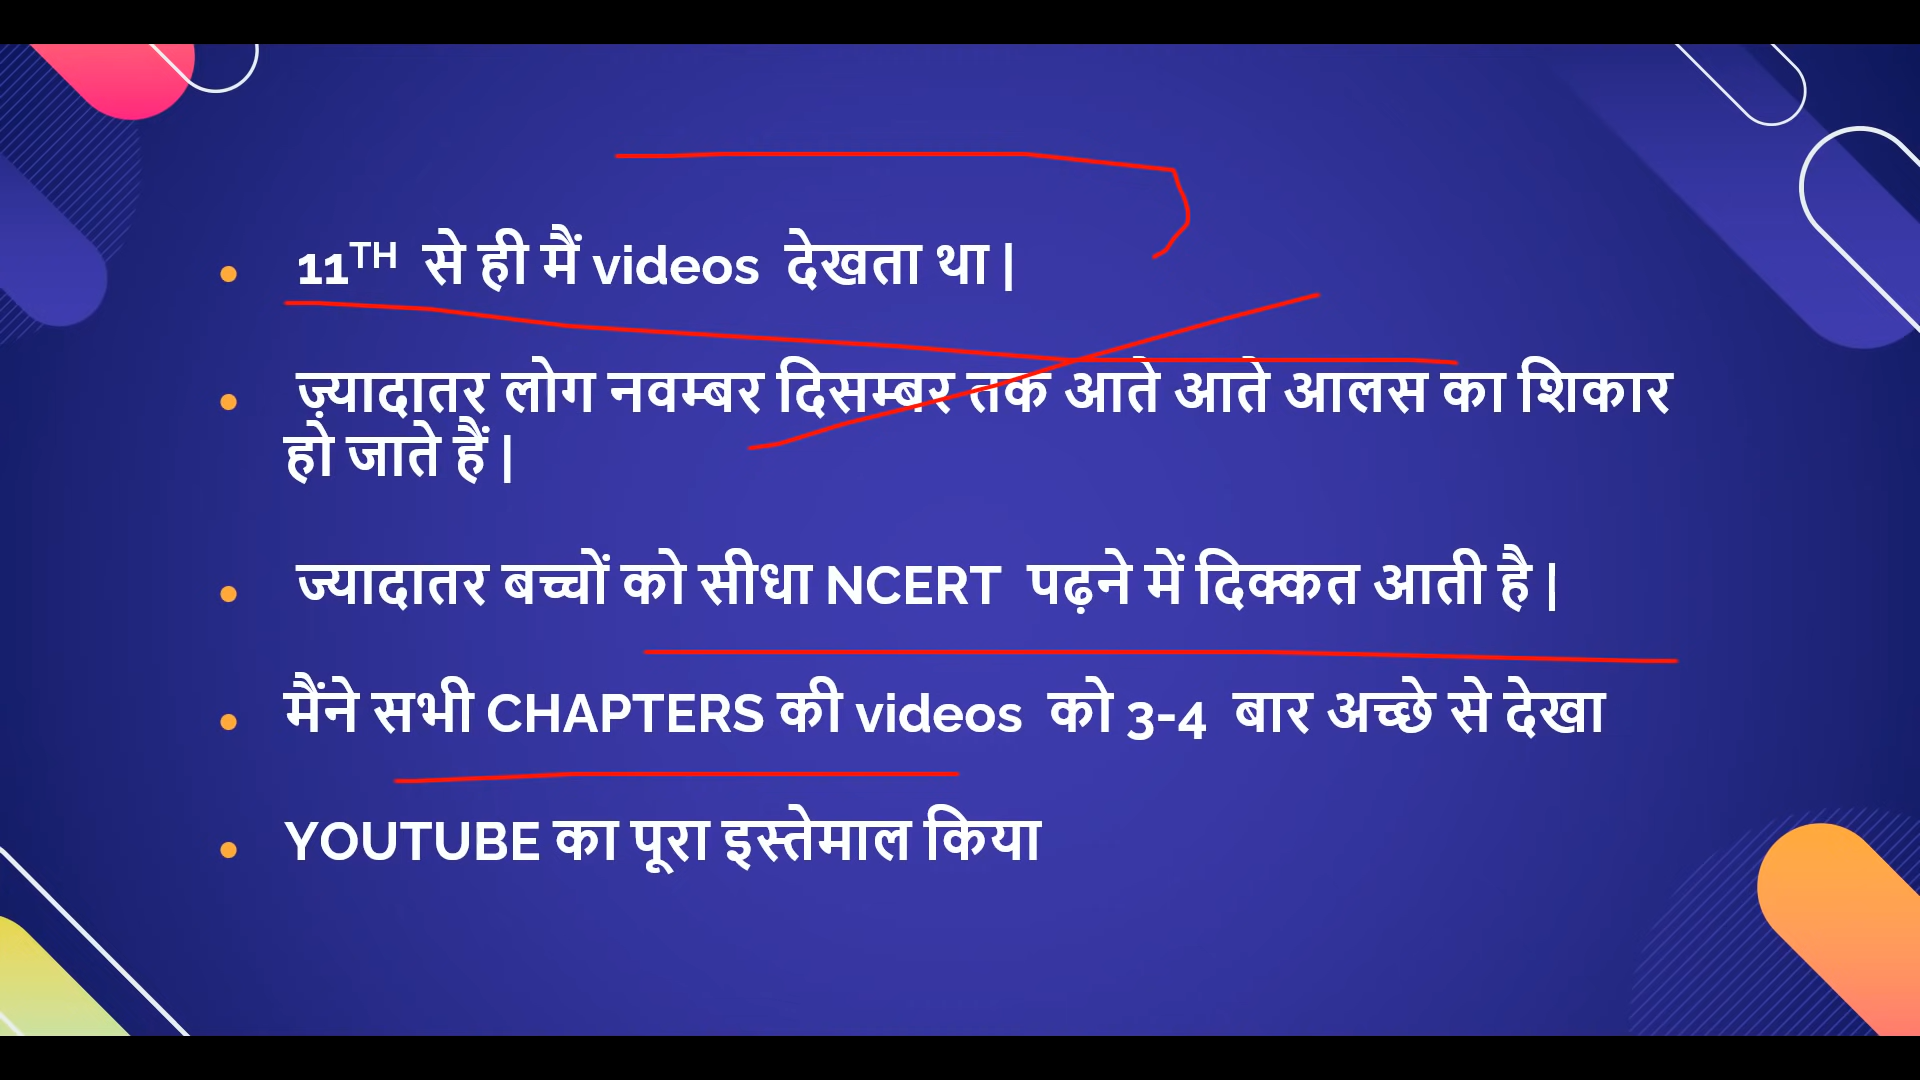 11TH से ही मैं videos देखता था |
ज़्यादातर लोग नवम्बर दिसम्बर तक आते आते आलस का शिकार
हो जाते हैं |
ज्यादातर बच्चों को सीधा NCERT पढ़ने में दिक्कत आती है |
मैंने सभी CHAPTERS की videos को 3-4 बार अच्छे से देखा
YOUTUBE का पूरा इस्तेमाल किया